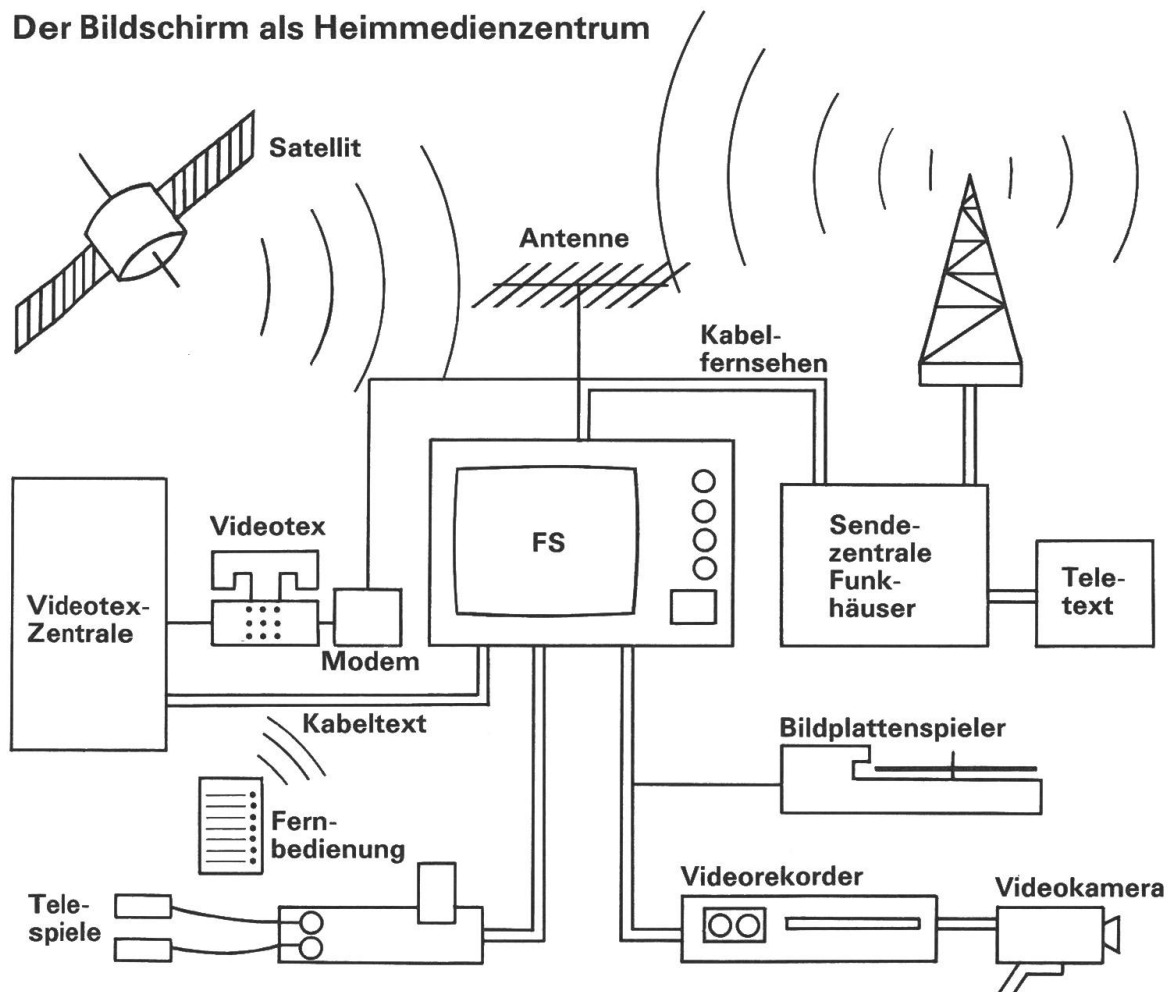 Der Bildschirm als Heimmedienzentrum
Satellit
Antenne
Kabel-
fernsehen
Videotex-
Zentrale
Videotex
Modem
FS
Sende-
zentrale
Funk-
häuser
Tele-
text
Kabeltext
Bildplattenspieler
Fern-
bedienung
Tele-
spiele
Videorekorder
Videokamera